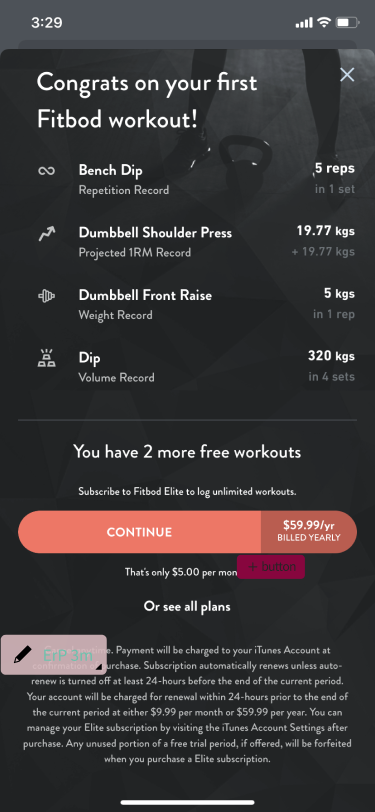 3:29
Congrats on your first
Fitbod workout!
Bench Dip
5 reps
Repetition Record
in 1 set
Dumbbell Shoulder Press
19.77 kgs
Projected 1RM Record
+ 19.77 kgs
Dumbbell Front Raise
5 kgs
Weight Record
in 1 rep
Dip
320 kgs
Volume Record
in 4 sets
You have 2 more free workouts
Subscribe to Fitbod Elite to log unlimited workouts.
CONTINUE
$59.99/yr
BILLED YEARLY
That's only $5.00 per mon
+ button
Or see all plans
ErP 3m
. Payment will be charged to your iTunes Account at
urchase. Subscription automatically renews unless auto-
renew is turned off at least 24-hours before the end of the current period.
Your account will be charged for renewal within 24-hours prior to the end of
the current period at either $9.99 per month or $59.99 per year. You can
manage your Elite subscription by visiting the iTunes Account Settings after
purchase. Any unused portion of a free trial period, if offered, will be forfeited
when you purchase a Elite subscription.